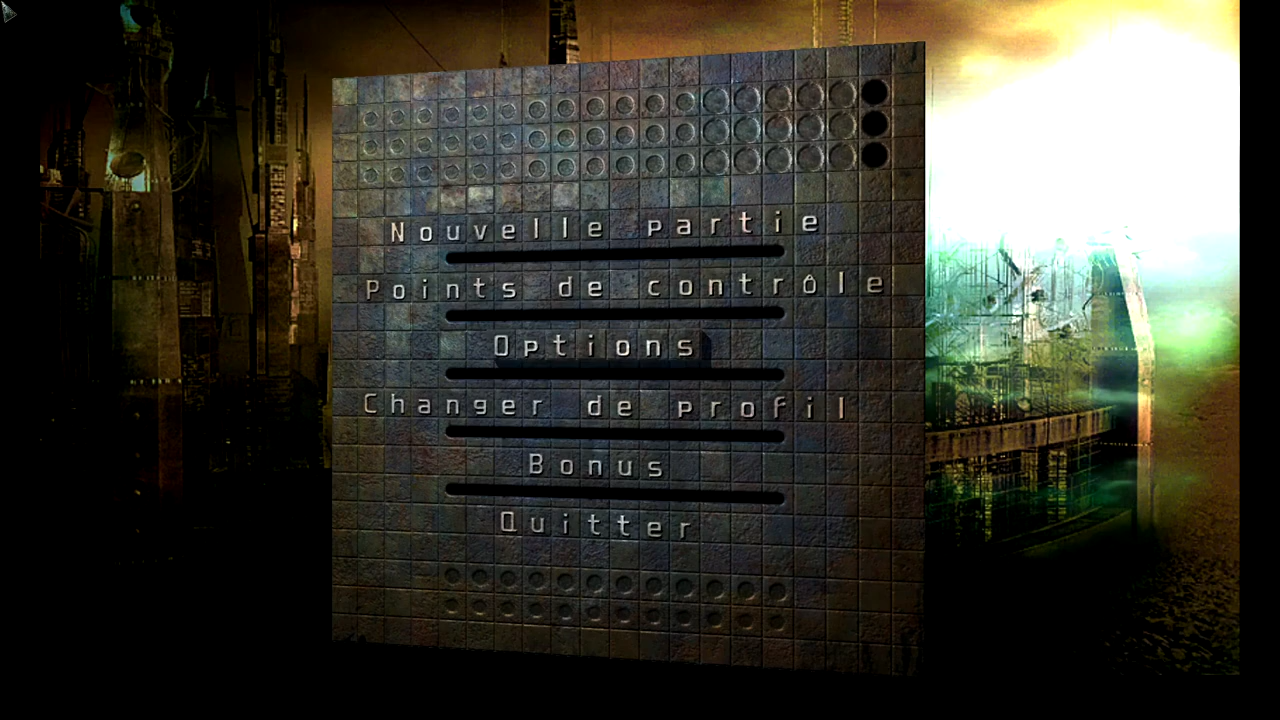 Nouvelle partie
Points de contrôle
Options
Changer de profil
Bonus
Quitter